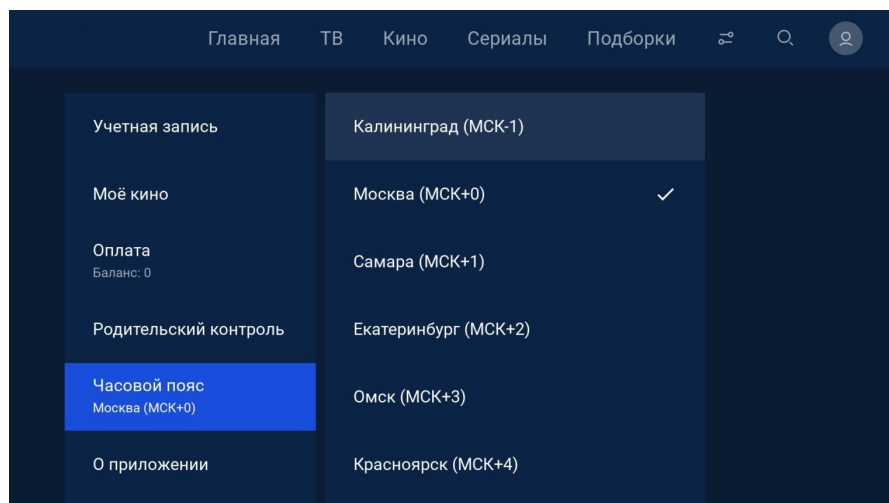 Главная ТВ Кино Сериалы Подборки
Учетная запись
Моё кино
Оплата
Баланс: 0
Родительский контроль
Часовой пояс
Москва (МСК+0)
О приложении
Калининград (МСК-1)
Москва (МСК+0)
Самара (МСК+1)
Екатеринбург (МСК+2)
Омск (МСК+3)
Красноярск (МСК+4)